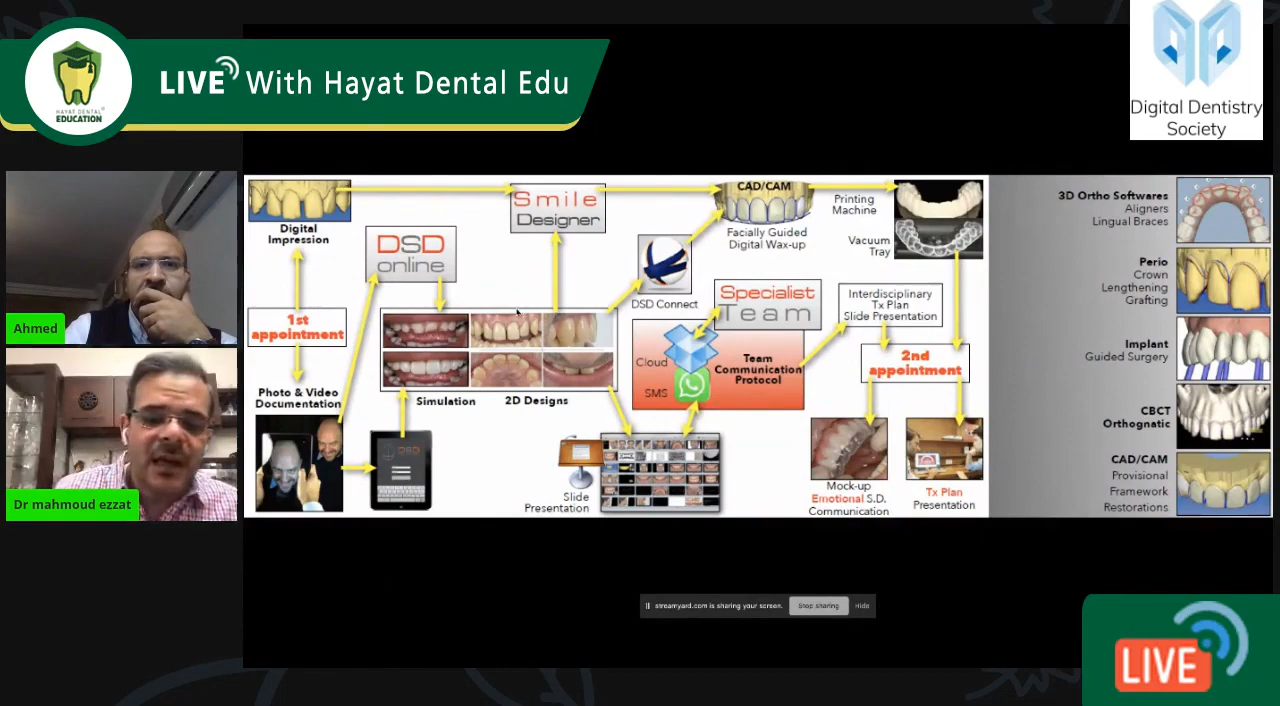 LIVE With Hayat Dental Edu
HAYAT DENTAL®
EDUCATION
Digital Dentistry
Society
Ahmed
Dr mahmoud ezzat
Digital
Impression
1st
appointment
Photo & Video
Documentation
DSD
online
Smile
Designer
Simulation
2D Designs
DSD
Slide
Presentation
DSD Connect
CAD/CAM
Facially Guided
Digital Wax-up
Printing
Machine
Vacuum
Tray
Specialist
Team
Cloud
SMS
Team
Communication
Protocol
Interdisciplinary
Tx Plan
Slide Presentation
2nd
appointment
Mock-up
Emotional S.D.
Communication
Tx Plan
Presentation
3D Ortho Softwares
Aligners
Lingual Braces
Perio
Crown
Lengthening
Grafting
Implant
Guided Surgery
CBCT
Orthognatic
CAD/CAM
Provisional
Framework
Restorations
streamyard.com is sharing your screen.
Stop sharing
Hide
LIVE